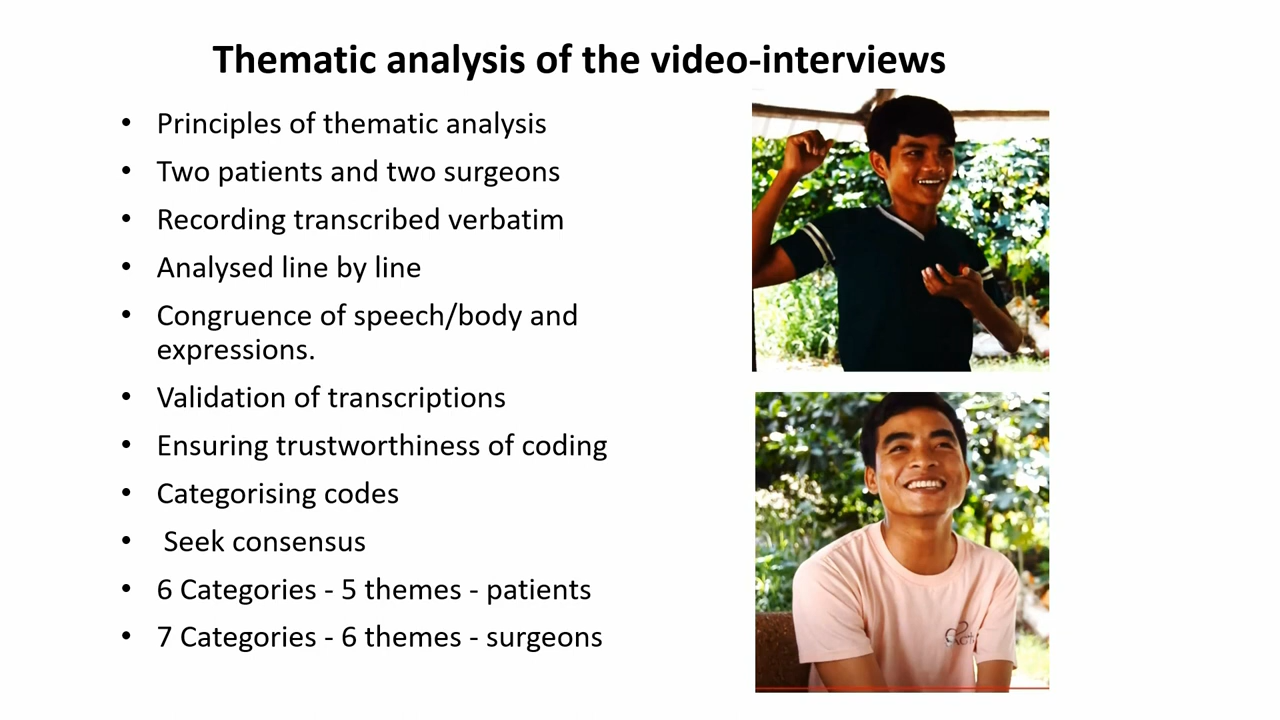 Thematic analysis of the video-interviews
• Principles of thematic analysis
• Two patients and two surgeons
• Recording transcribed verbatim
• Analysed line by line
• Congruence of speech/body and
expressions.
• Validation of transcriptions
• Ensuring trustworthiness of coding
• Categorising codes
• Seek consensus
• 6 Categories - 5 themes - patients
• 7 Categories - 6 themes - surgeons